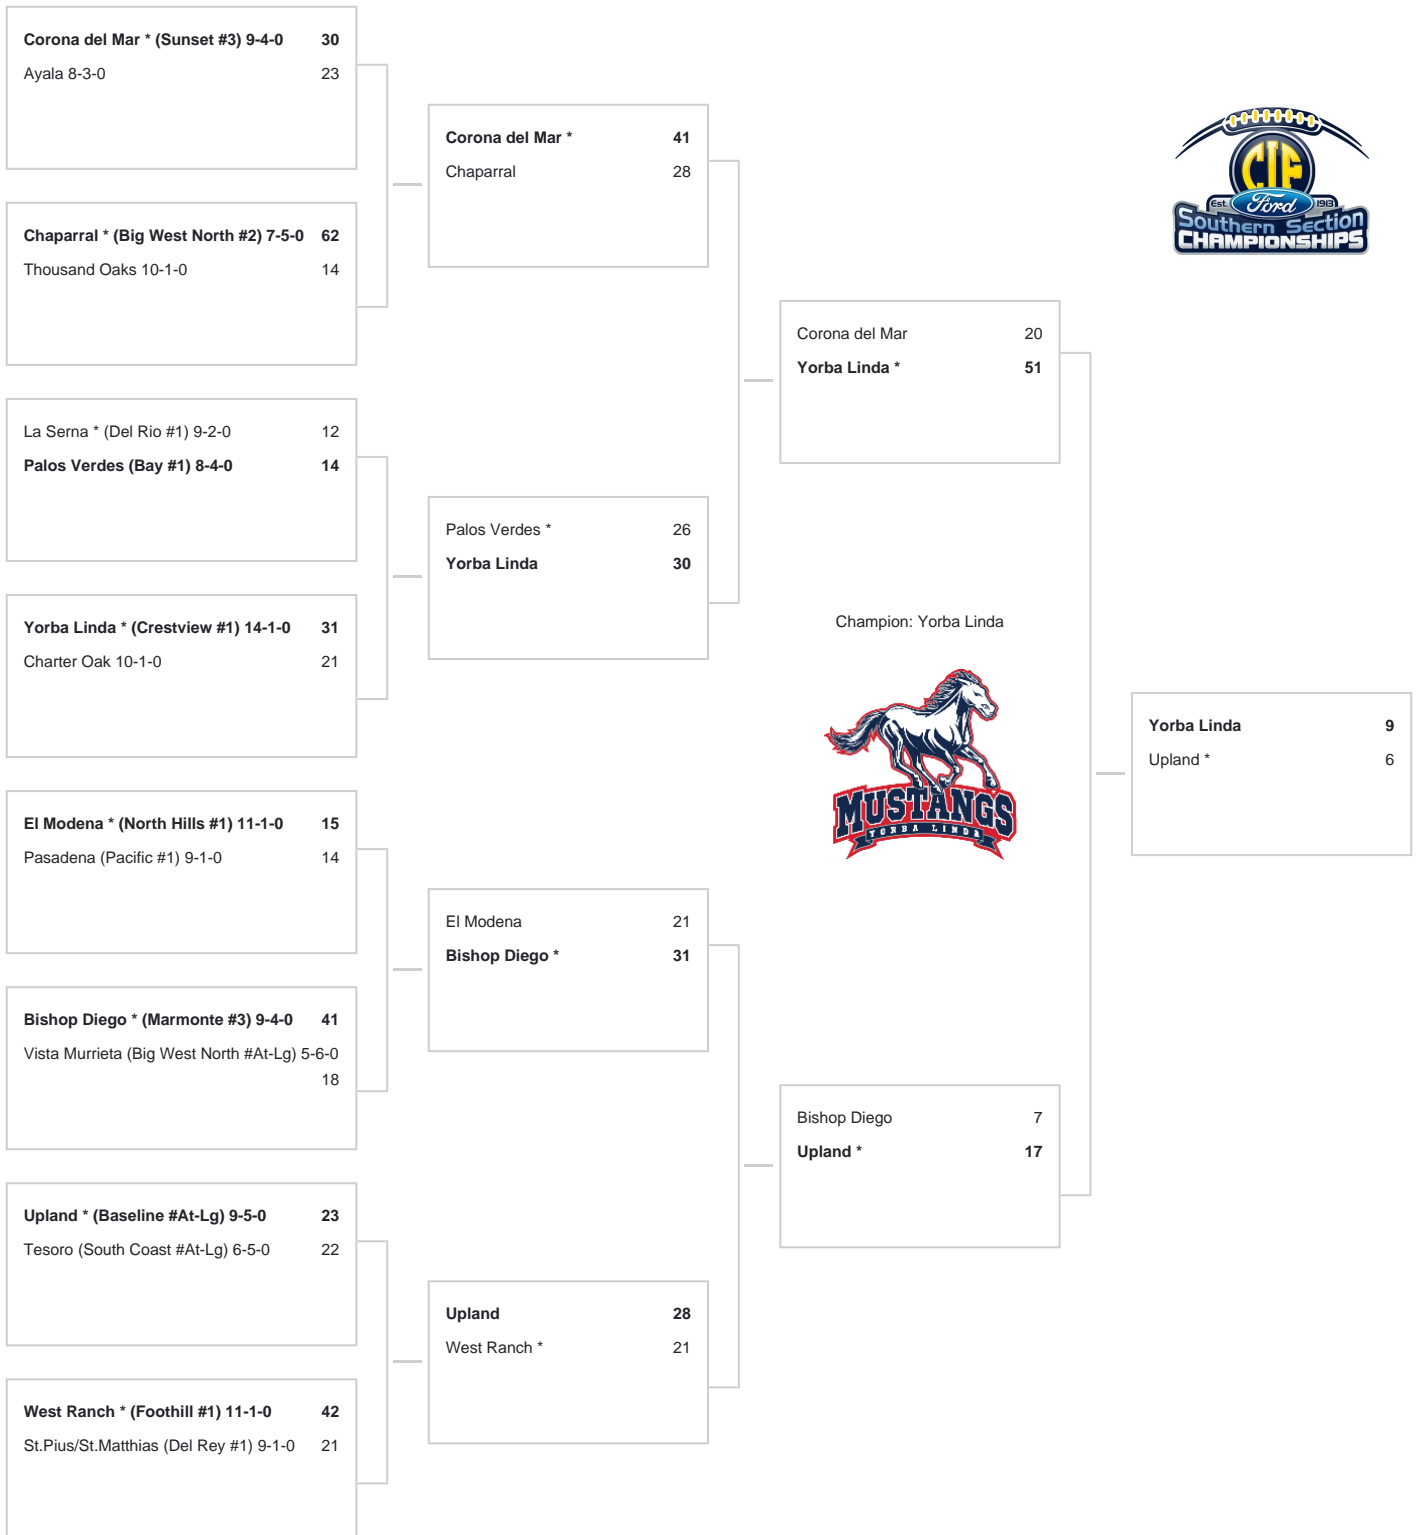 Corona del Mar * (Sunset #3) 9-4-0 30
Ayala 8-3-0 23
Chaparral * (Big West North #2) 7-5-0 62
Thousand Oaks 10-1-0 14
La Serna * (Del Rio #1) 9-2-0 12
Palos Verdes (Bay #1) 8-4-0 14
Yorba Linda * (Crestview #1) 14-1-0 31
Charter Oak 10-1-0 21
El Modena * (North Hills #1) 11-1-0 15
Pasadena (Pacific #1) 9-1-0 14
Bishop Diego * (Marmonte #3) 9-4-0 41
Vista Murrieta (Big West North #At-Lg) 5-6-0
18
Upland * (Baseline #At-Lg) 9-5-0 23
Tesoro (South Coast #At-Lg) 6-5-0 22
West Ranch * (Foothill #1) 11-1-0 42
St.Pius/St.Matthias (Del Rey #1) 9-1-0 21
Corona del Mar * 41
Chaparral 28
Palos Verdes * 26
Yorba Linda 30
El Modena 21
Bishop Diego * 31
Upland 28
West Ranch * 21
Corona del Mar 20
Yorba Linda * 51
Bishop Diego 7
Upland * 17
Champion: Yorba Linda
MUSTANGS
YORBA LINDA
Yorba Linda 9
Upland * 6
CIF
Est. Ford 1913
Southern Section
CHAMPIONSHIPS